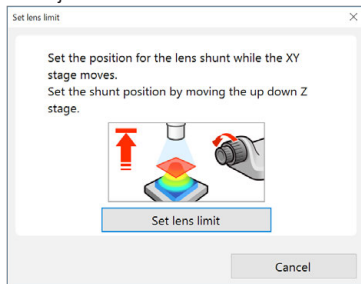 Set lens limit
Set the position for the lens shunt while the XY
stage moves.
Set the shunt position by moving the up down Z
stage.
Set lens limit
Cancel